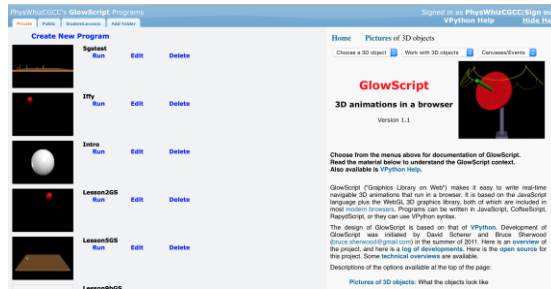 PhysWhizCGCC's GlowScript Programs
Signed in as PhysWhizCGCC(Sign
VPython Help Hide
Private Public StudentLessons Add Folder
Create New Program
5gstest
Run Edit Delete
Iffy
Run Edit Delete
Intro
Run Edit Delete
Lesson2GS
Run Edit Delete
Lesson5GS
Run Edit Delete
Home Pictures of 3D objects
Choose a 3D object Work with 3D objects Canvases/Events
GlowScript
3D animations in a browser
Version 1.1
Choose from the menus above for documentation of GlowScript.
Read the material below to understand the GlowScript context.
Also available is VPython Help.
GlowScript ("Graphics Library on Web") makes it easy to write real-time
navigable 3D animations that run in a browser. It is based on the JavaScript
language plus the WebGL 3D graphics library, both of which are included in
most modern browsers. Programs can be written in JavaScript, CoffeeScript,
RapydScript, or they can use VPython syntax.
The design of GlowScript is based on that of VPython. Development of
GlowScript was initiated by David Scherer and Bruce Sherwood
(bruce.sherwood@gmail.com) in the summer of 2011. Here is an overview of
the project, and here is a log of developments. Here is the open source for
this project. Some technical overviews are available.
Descriptions of the options available at the top of the page:
Pictures of 3D objects: What the objects look like